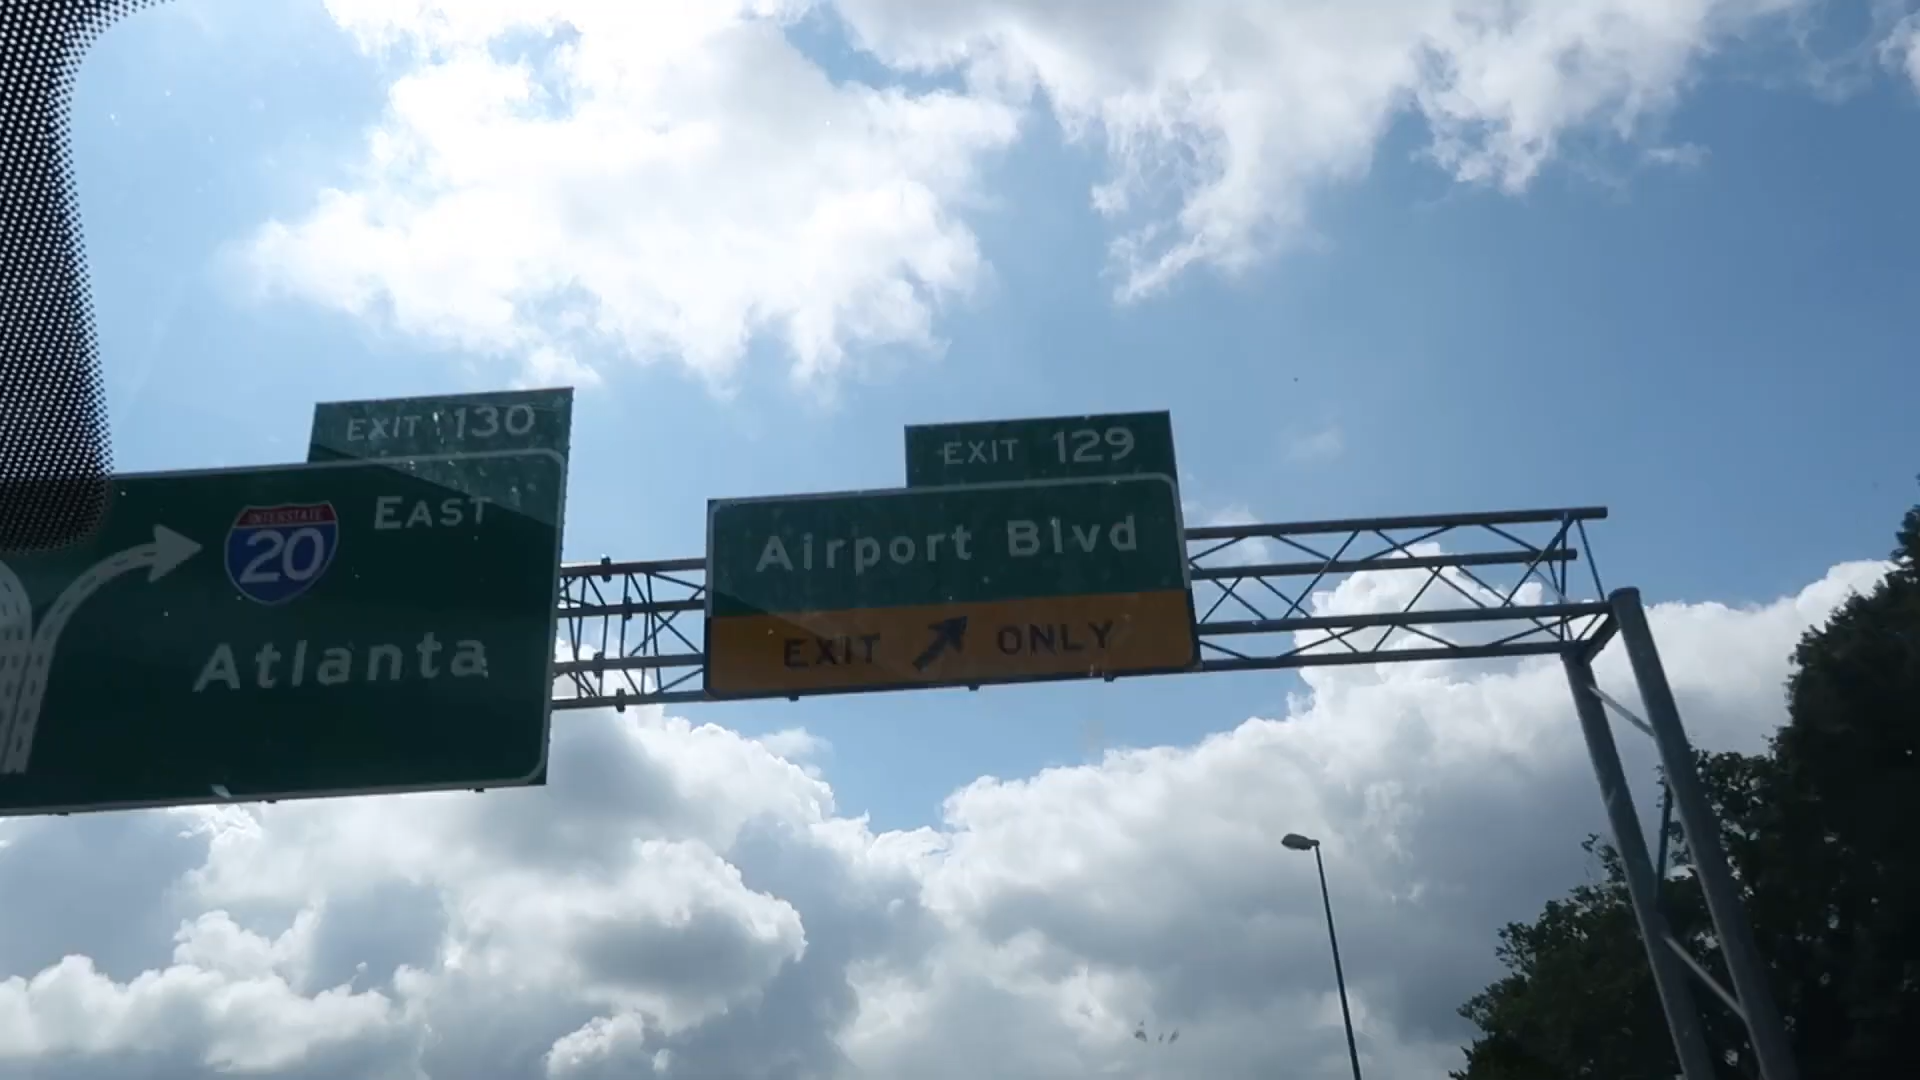 EXIT 130
INTERSTATE
20
EAST
Atlanta
EXIT 129
Airport Blvd
EXIT ONLY